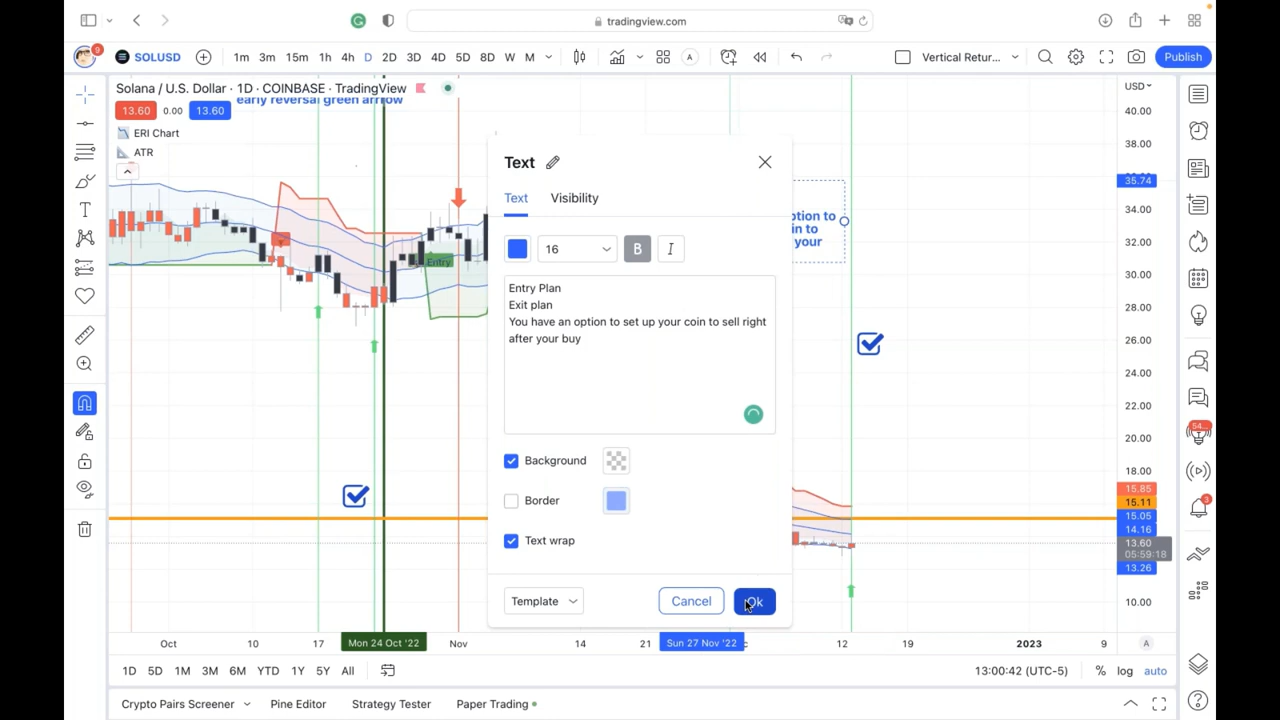 tradingview.com
9
SOLUSD
1m 3m 15m 1h 4h D 2D 3D 4D 5D 8D W M
A
Vertical Retur...
Publish
Solana / U.S. Dollar · 1D · COINBASE · TradingView
early reversal green arrow
13.60 0.00 13.60
ERI Chart
ATR
Entry
Text
Text Visibility
16
B I
Entry Plan
Exit plan
You have an option to set up your coin to sell right
after your buy
Background
Border
Text wrap
Template
Cancel
Ok
ption to
in to
your
USD
40.00
38.00
35.74
34.00
32.00
30.00
28.00
26.00
24.00
22.00
20.00
18.00
15.85
15.11
15.05
14.16
13.60
05:59:18
13.26
10.00
54...
3
Oct 10 17 Mon 24 Oct '22 Nov 14 21 Sun 27 Nov '22 c 12 19 2023 9 A
1D 5D 1M 3M 6M YTD 1Y 5Y All
13:00:42 (UTC-5) % log auto
Crypto Pairs Screener Pine Editor Strategy Tester Paper Trading